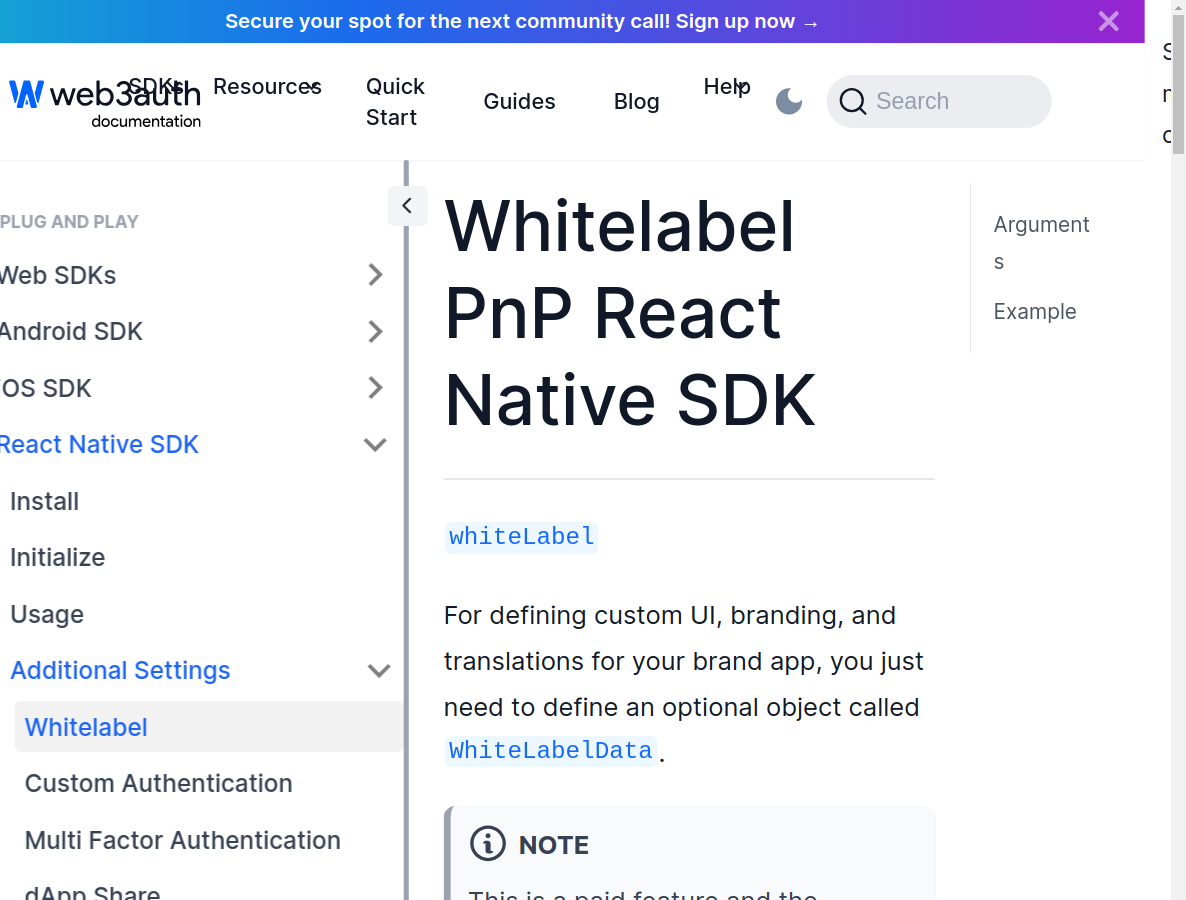 Secure your spot for the next community call! Sign up now →
web3auth
documentation
SDKs
Resources
Quick
Start
Guides
Blog
Help
Search
PLUG AND PLAY
Web SDKs
Android SDK
iOS SDK
React Native SDK
Install
Initialize
Usage
Additional Settings
Whitelabel
Custom Authentication
Multi Factor Authentication
dApp Share
Whitelabel
PnP React
Native SDK
whiteLabel
For defining custom UI, branding, and
translations for your brand app, you just
need to define an optional object called
WhiteLabelData.
NOTE
This is a paid feature and the
Argument
s
Example